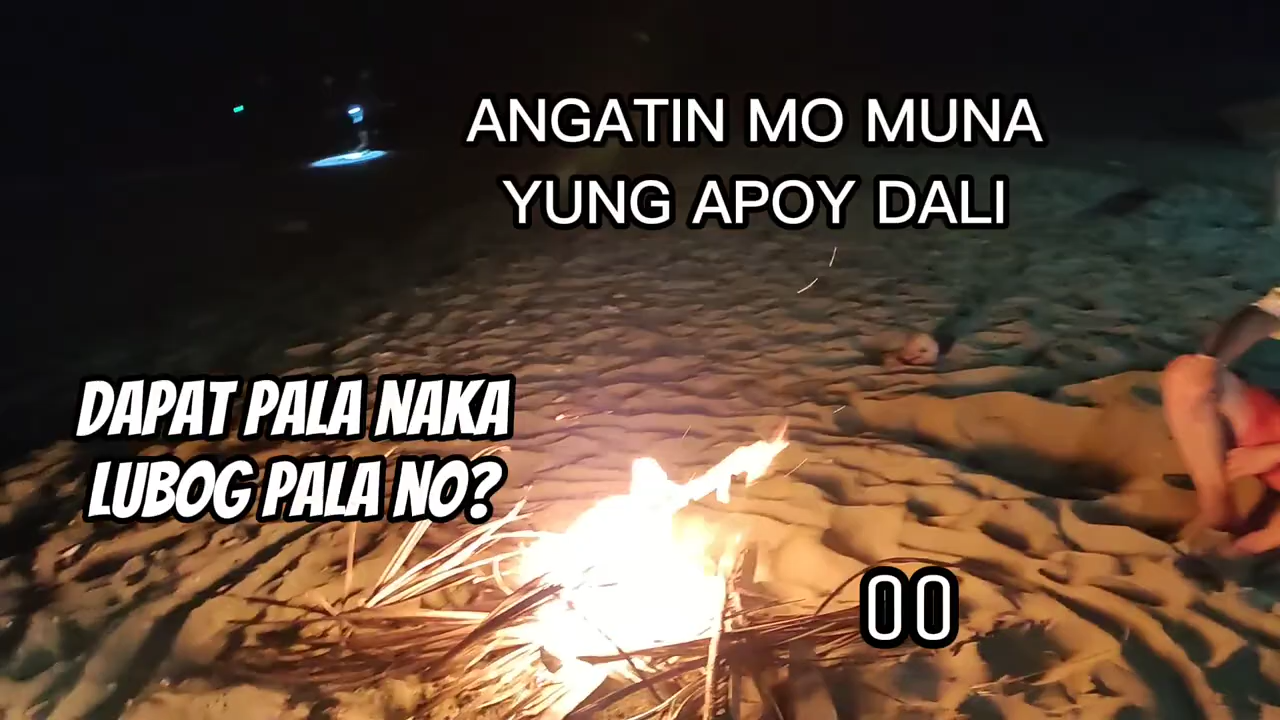 ANGATIN MO MUNA
YUNG APOY DALI
DAPAT PALA NAKA
LUBOG PALA NO?
OO